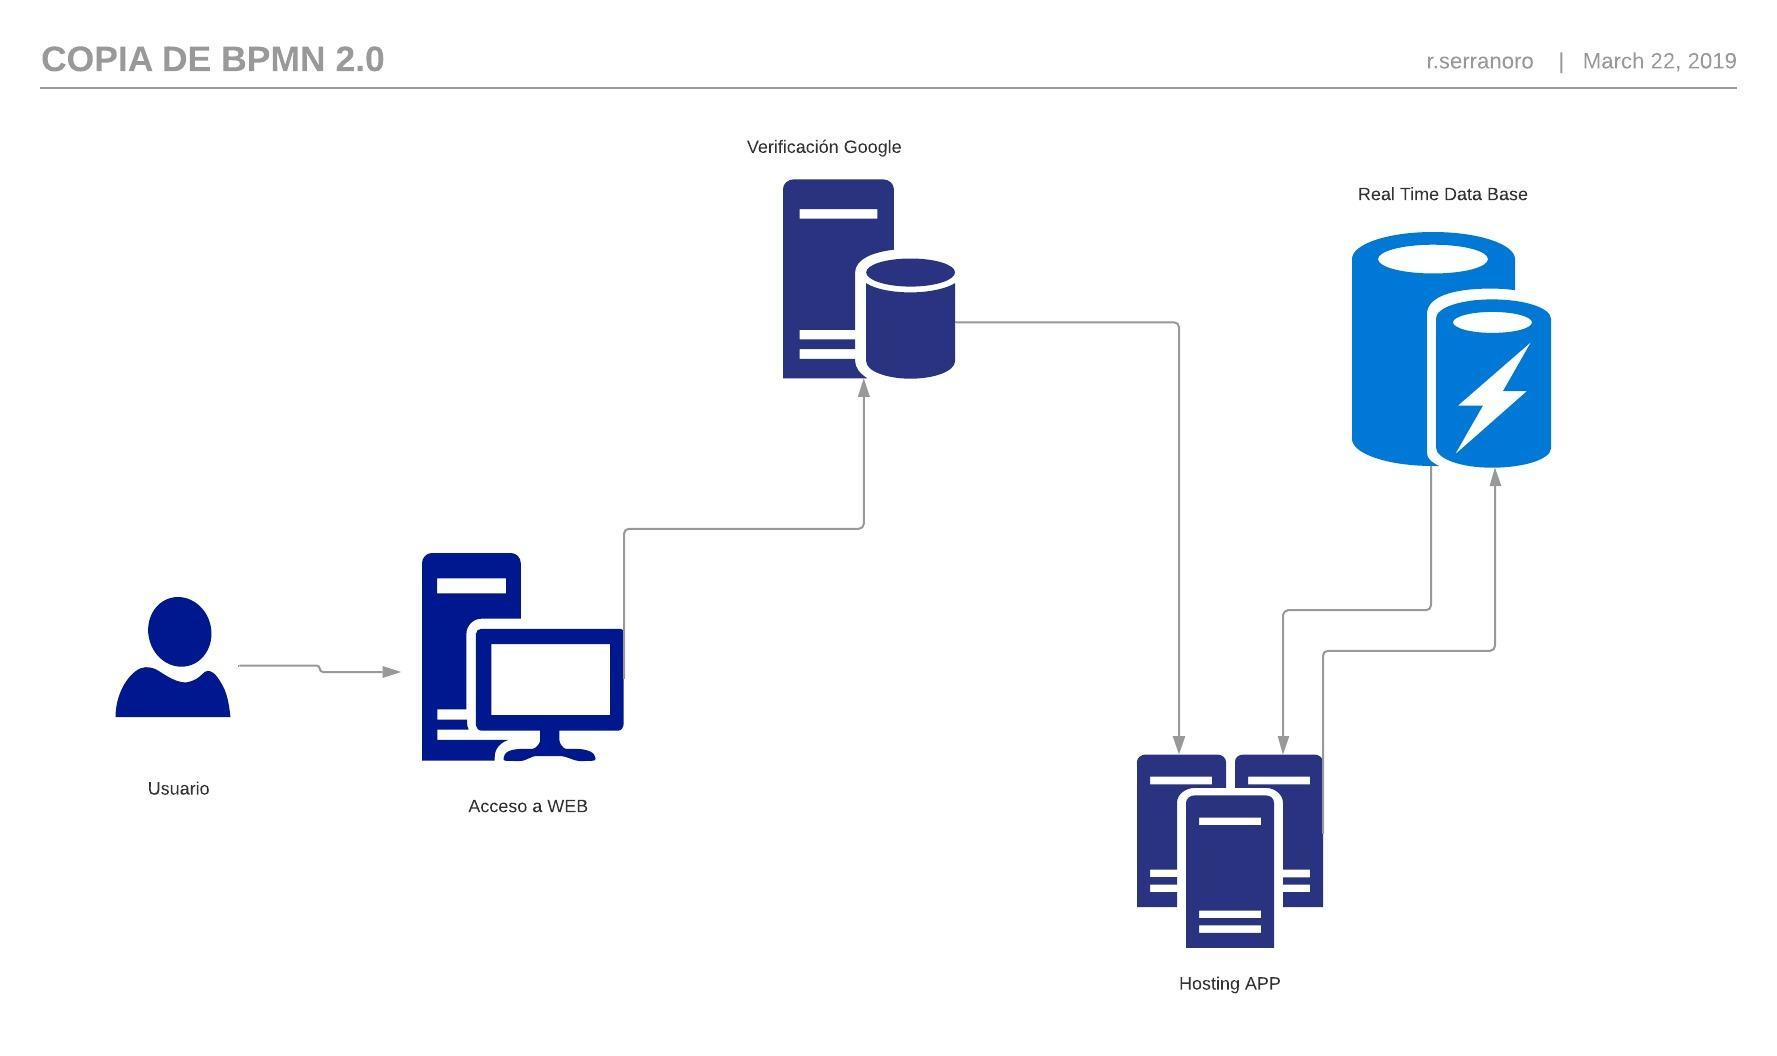 COPIA DE BPMN 2.0
r.serranoro | March 22, 2019
Verificación Google
Real Time Data Base
Usuario
Acceso a WEB
Hosting APP